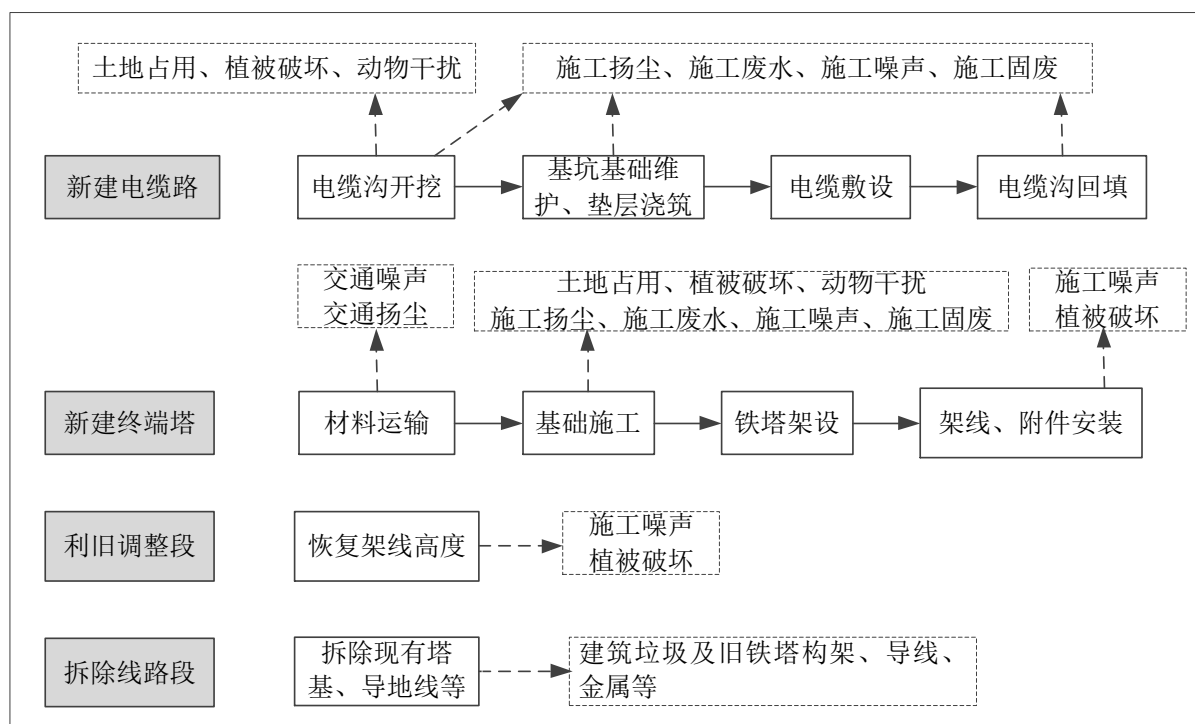 土地占用、植被破坏、动物干扰
施工扬尘、施工废水、施工噪声、施工固废
新建电缆路
电缆沟开挖
基坑基础维
护、垫层浇筑
电缆敷设
电缆沟回填
交通噪声
交通扬尘
土地占用、植被破坏、动物干扰
施工扬尘、施工废水、施工噪声、施工固废
施工噪声
植被破坏
新建终端塔
材料运输
基础施工
铁塔架设
架线、附件安装
利旧调整段
恢复架线高度
施工噪声
植被破坏
拆除线路段
拆除现有塔
基、导地线等
建筑垃圾及旧铁塔构架、导线、
金属等